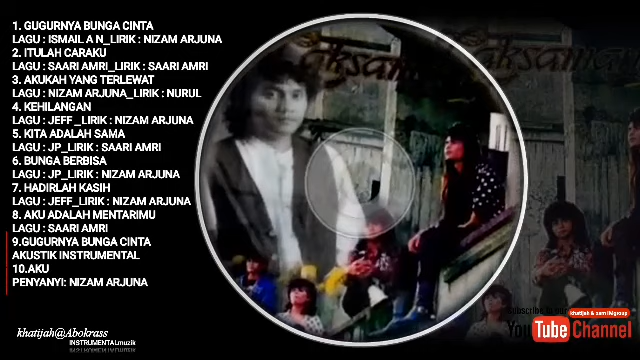 1. GUGURNYA BUNGA CINTA
LAGU : ISMAIL A N_LIRIK : NIZAM ARJUNA
2. ITULAH CARAKU
LAGU : SAARI AMRI_LIRIK : SAARI AMRI
3. AKUKAH YANG TERLEWAT
LAGU : NIZAM ARJUNA_LIRIK : NURUL
4. KEHILANGAN
LAGU : JEFF_LIRIK : NIZAM ARJUNA
5. KITA ADALAH SAMA
LAGU : JP_LIRIK : SAARI AMRI
6. BUNGA BERBISA
LAGU : JP_LIRIK : NIZAM ARJUNA
7. HADIRLAH KASIH
LAGU : JEFF_LIRIK : NIZAM ARJUNA
8. AKU ADALAH MENTARIMU
LAGU : SAARI AMRI
9.GUGURNYA BUNGA CINTA
AKUSTIK INSTRUMENTAL
10.AKU
PENYANYI: NIZAM ARJUNA
khatijah@Abokrass
INSTRUMENTALmuzik
Subscribe
YouTube Channel